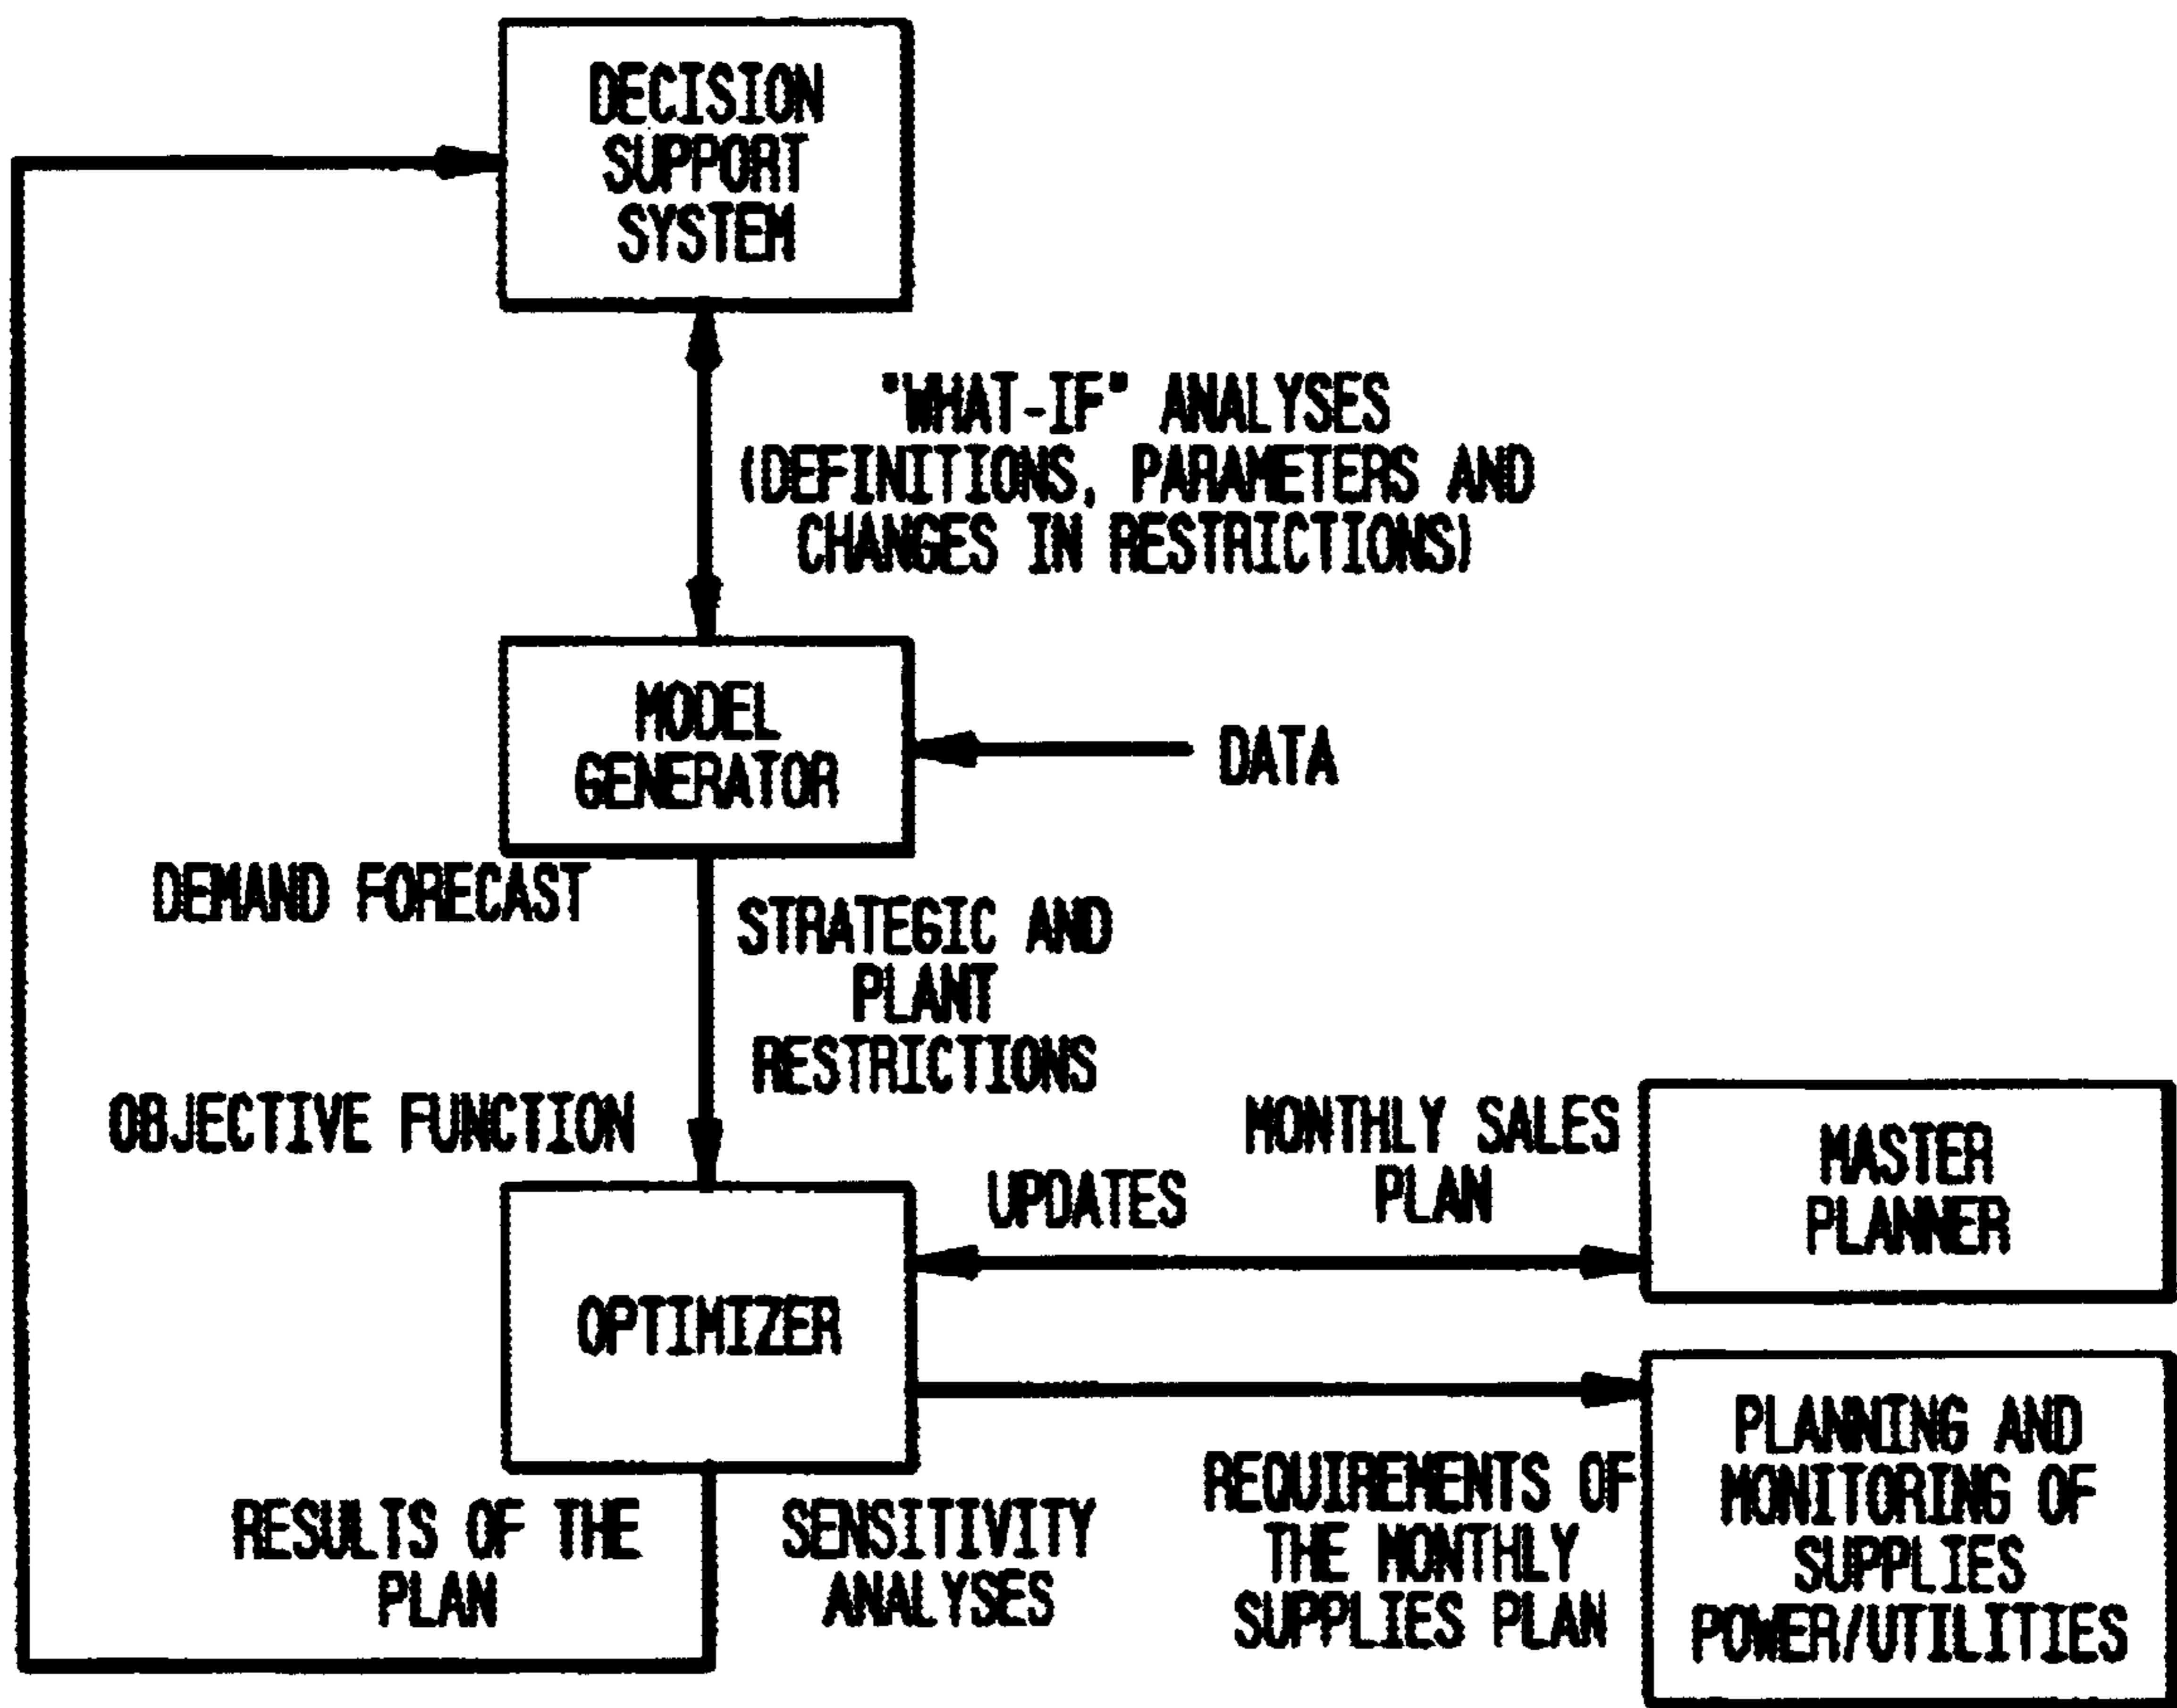 DECISION
SUPPORT
SYSTEM
"WHAT-IF" ANALYSES
(DEFINITIONS, PARAMETERS AND
CHANGES IN RESTRICTIONS)
MODEL
GENERATOR
DATA
DEMAND FORECAST
STRATEGIC AND
PLANT
RESTRICTIONS
OBJECTIVE FUNCTION
UPDATES
MONTHLY SALES
PLAN
MASTER
PLANNER
OPTIMIZER
REQUIREMENTS OF
THE MONTHLY
SUPPLIES PLAN
PLANNING AND
MONITORING OF
SUPPLIES
POWER/UTILITIES
RESULTS OF THE
PLAN
SENSITIVITY
ANALYSES